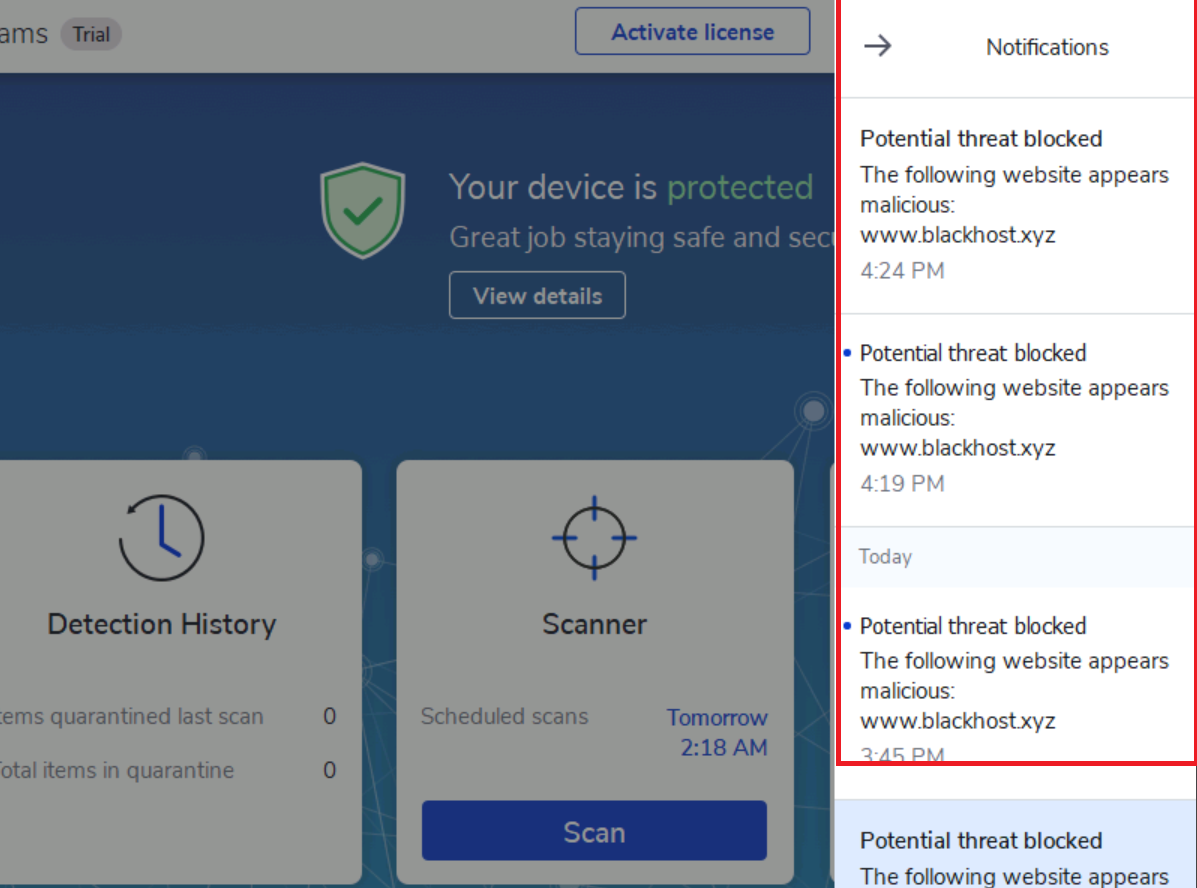 Trial
Activate license
Your device is protected
Great job staying safe and
View details
Detection History
quarantined last scan 0
items in quarantine 0
Scanner
Scheduled scans Tomorrow
2:18 AM
Scan
Notifications
Potential threat blocked
The following website appears
malicious:
www.blackhost.xyz
4:24 PM
Potential threat blocked
The following website appears
malicious:
www.blackhost.xyz
4:19 PM
Today
Potential threat blocked
The following website appears
malicious:
www.blackhost.xyz
3:45 PM
Potential threat blocked
The following website appears